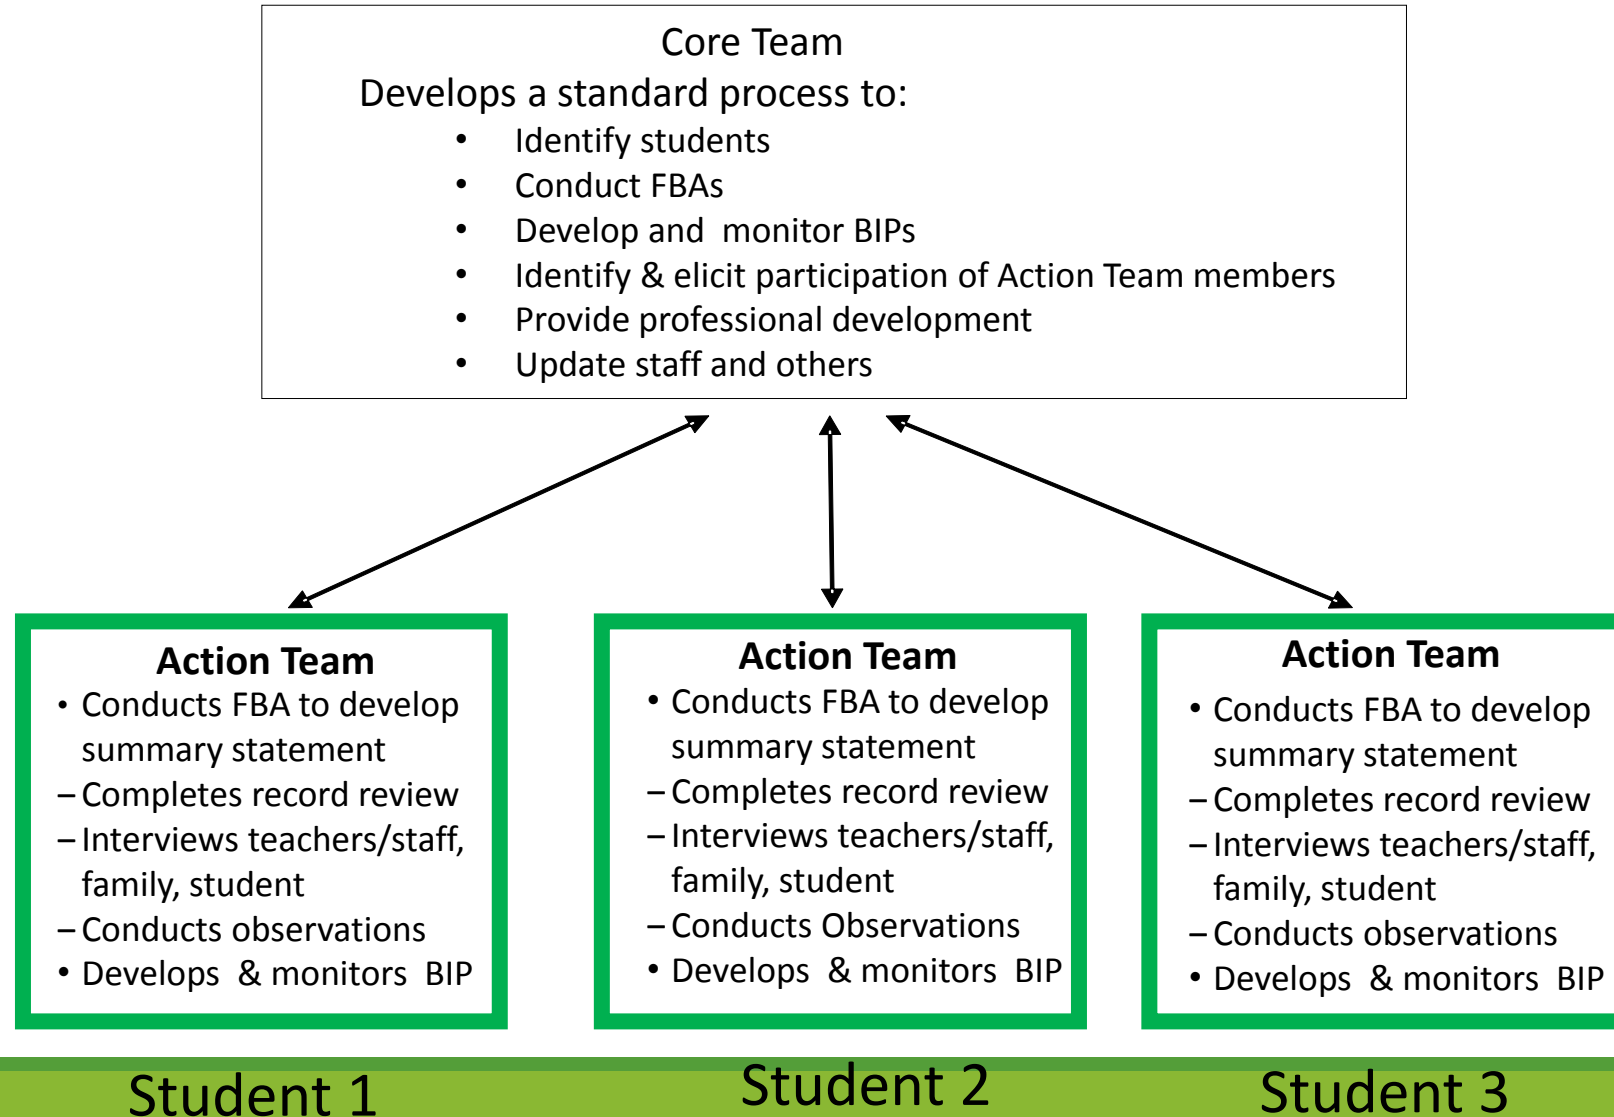 Core Team
Develops a standard process to:
• Identify students
• Conduct FBAs
• Develop and  monitor BIPs
• Identify & elicit participation of Action Team members
• Provide professional development
• Update staff and others
Action Team
• Conducts FBA to develop
summary statement
– Completes record review
– Interviews teachers/staff,
family, student
– Conducts observations
• Develops  & monitors  BIP
Student 1
Action Team
• Conducts FBA to develop
summary statement
– Completes record review
– Interviews teachers/staff,
family, student
– Conducts Observations
• Develops  & monitors  BIP
Student 2
Action Team
• Conducts FBA to develop
summary statement
– Completes record review
– Interviews teachers/staff,
family, student
– Conducts observations
• Develops  & monitors  BIP
Student 3